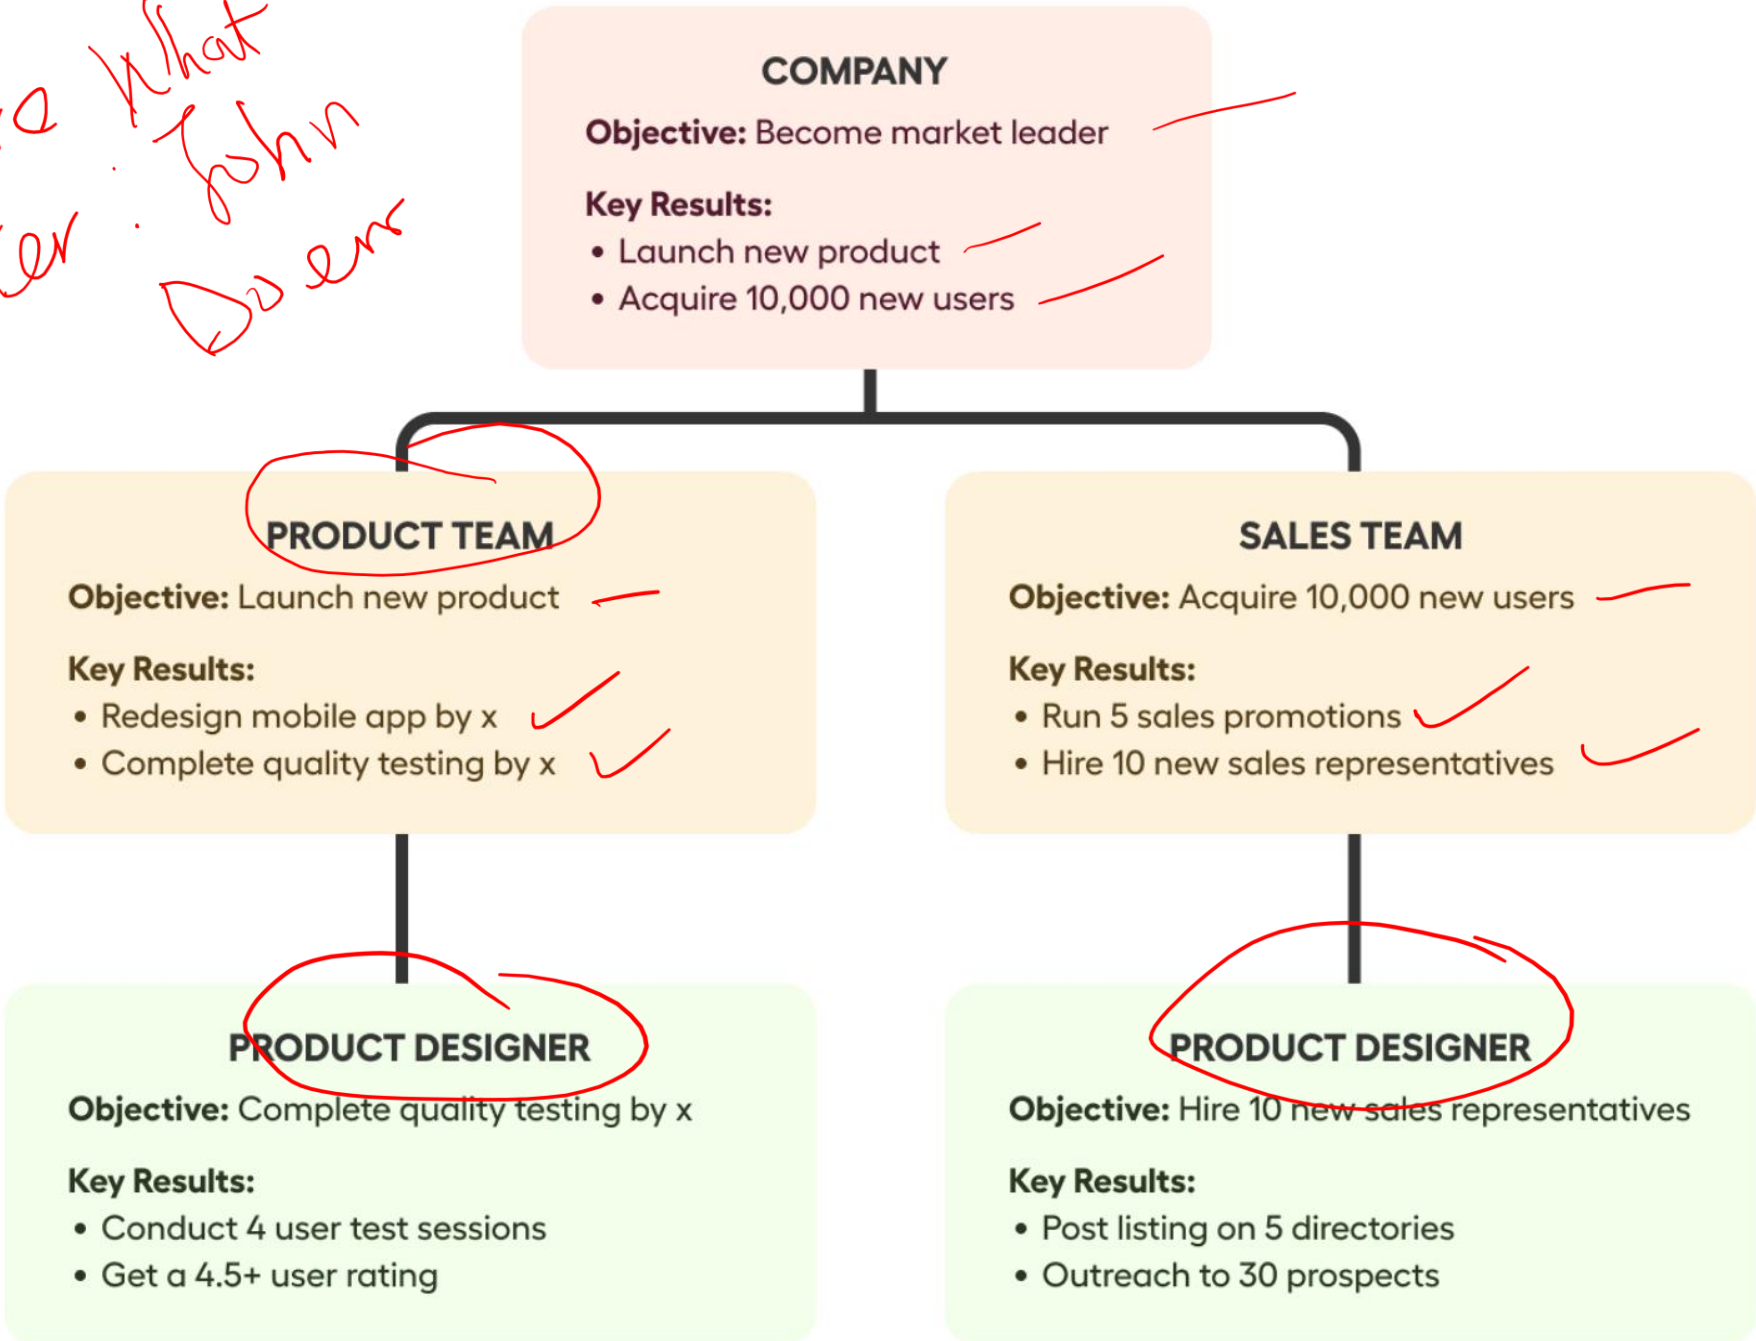 What
: John
Doerr
COMPANY
Objective: Become market leader
Key Results:
• Launch new product
• Acquire 10,000 new users
PRODUCT TEAM
Objective: Launch new product
Key Results:
• Redesign mobile app by x
• Complete quality testing by x
SALES TEAM
Objective: Acquire 10,000 new users
Key Results:
• Run 5 sales promotions
• Hire 10 new sales representatives
PRODUCT DESIGNER
Objective: Complete quality testing by x
Key Results:
• Conduct 4 user test sessions
• Get a 4.5+ user rating
PRODUCT DESIGNER
Objective: Hire 10 new sales representatives
Key Results:
• Post listing on 5 directories
• Outreach to 30 prospects